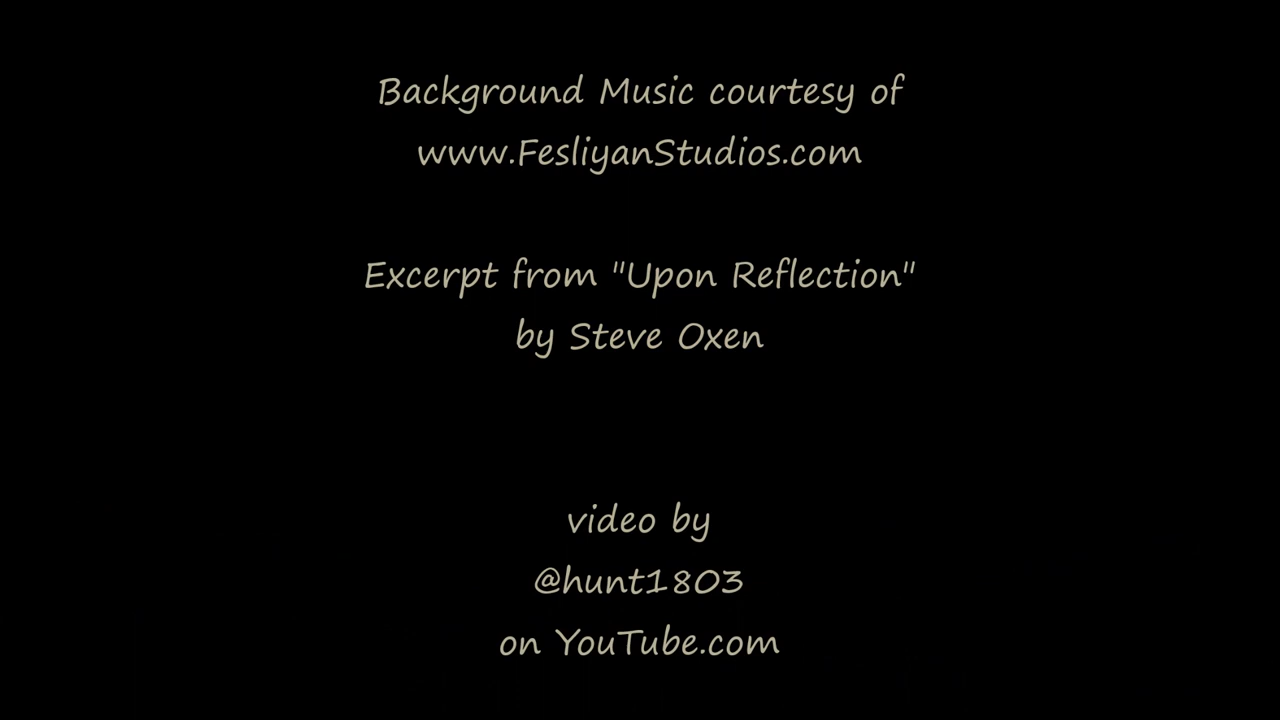 Background Music courtesy of
www.FesliyanStudios.com
Excerpt from "Upon Reflection"
by Steve Oxen
video by
@hunt1803
on YouTube.com